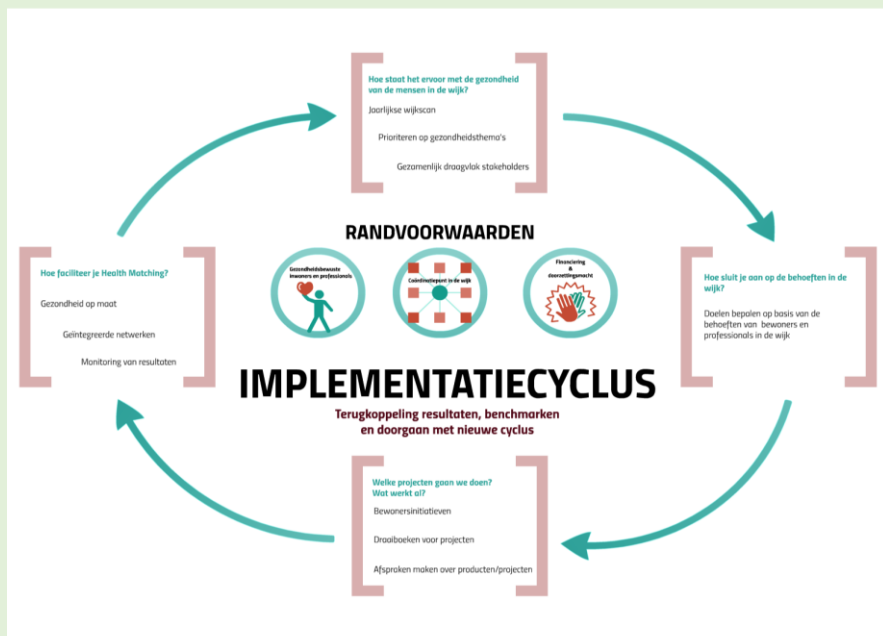 Hoe staat het ervoor met de gezondheid
van de mensen in de wijk?
Jaarlijkse wijkscan
Prioriteren op gezondheidsthema's
Gezamenlijk draagvlak stakeholders
RANDVOORWAARDEN
Gezondheidsbewuste
inwoners en professionals
Coördinatiepunt in de wijk
Financiering
&
doorzettingsmacht
Hoe sluit je aan op de behoeften in de
wijk?
Doelen bepalen op basis van de
behoeften van bewoners en
professionals in de wijk
Hoe faciliteer je Health Matching?
Gezondheid op maat
Geïntegreerde netwerken
Monitoring van resultaten
IMPLEMENTATIECYCLUS
Terugkoppeling resultaten, benchmarken
en doorgaan met nieuwe cyclus
Welke projecten gaan we doen?
Wat werkt al?
Bewonersinitiatieven
Draaiboeken voor projecten
Afspraken maken over producten/projecten